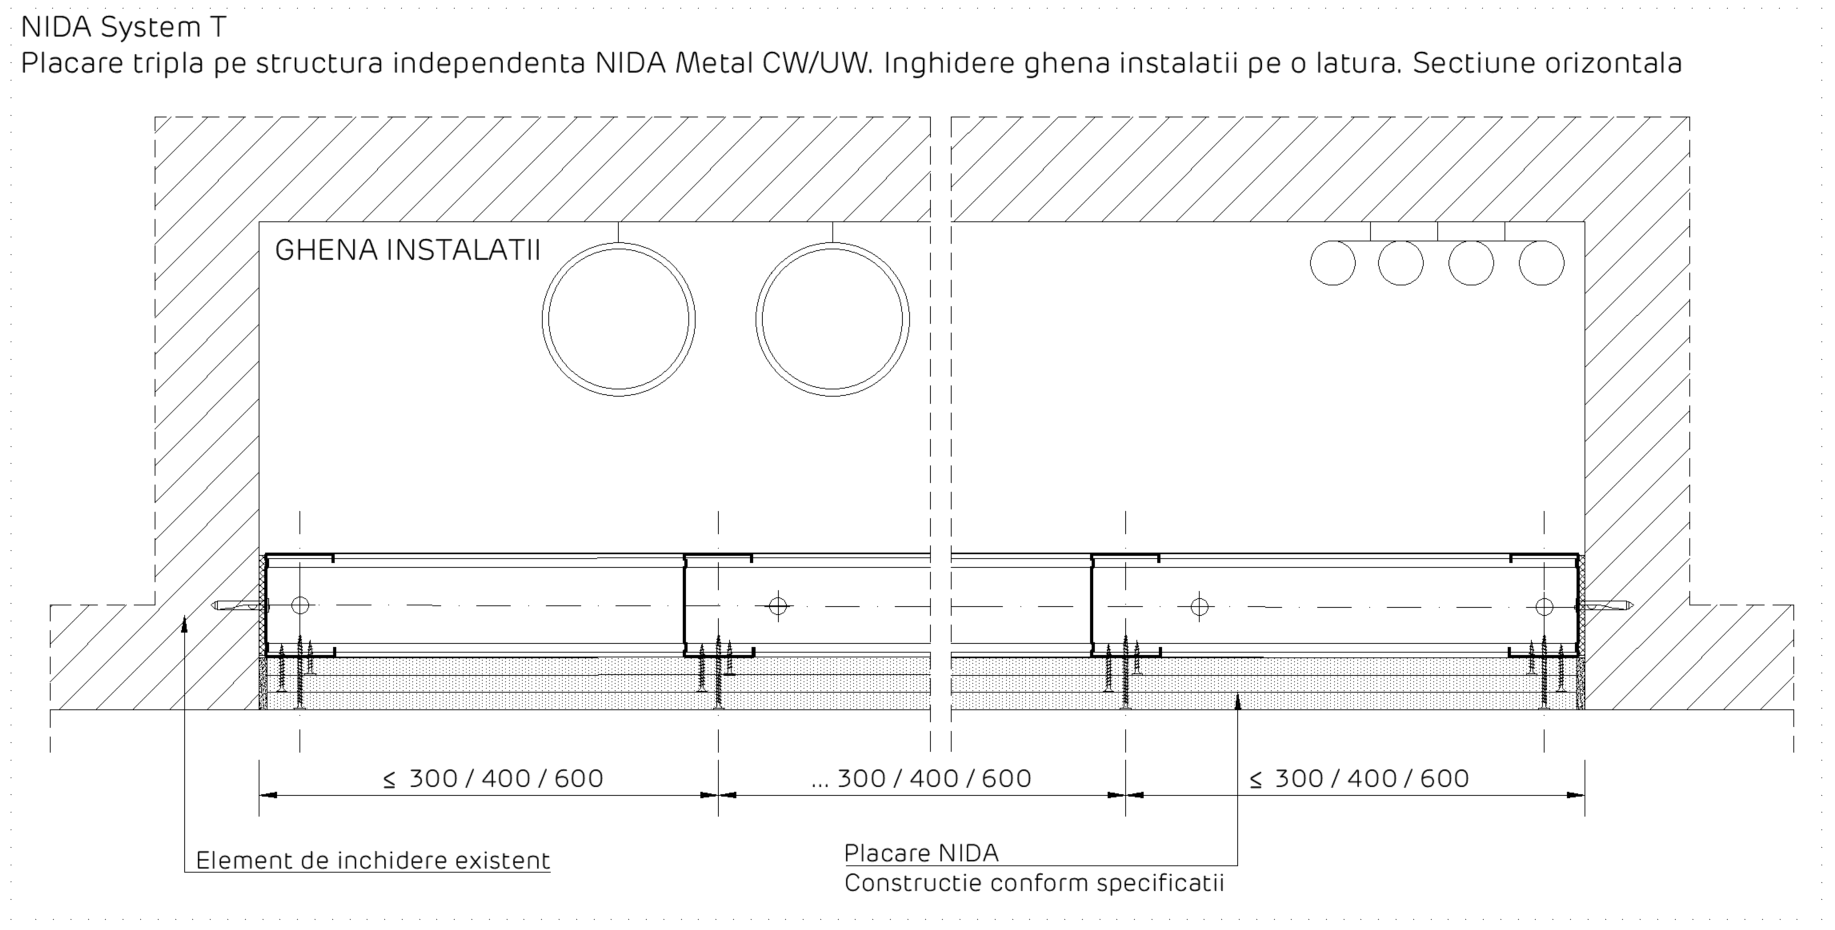 NIDA System T
Placare tripla pe structura independenta NIDA Metal CW/UW. Inghidere ghena instalatii pe o latura. Sectiune orizontala
GHENA INSTALATII
≤ 300 / 400 / 600
... 300 / 400 / 600
≤ 300 / 400 / 600
Element de inchidere existent
Placare NIDA
Constructie conform specificatii